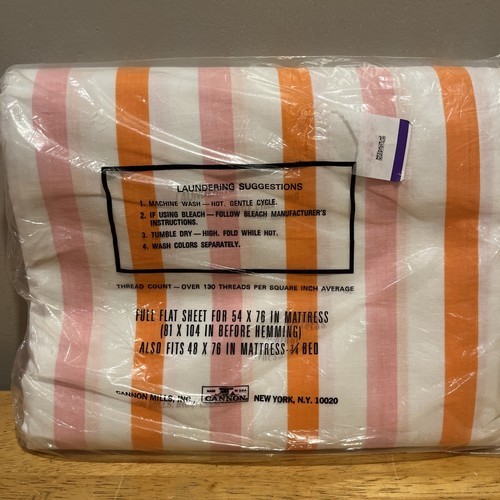 LAUNDERING SUGGESTIONS
1. MACHINE WASH — HOT, GENTLE CYCLE.
2. IF USING BLEACH — FOLLOW BLEACH MANUFACTURER'S
INSTRUCTIONS.
3. TUMBLE DRY — HIGH. FOLD WHILE HOT.
4. WASH COLORS SEPARATELY.
THREAD COUNT — OVER 130 THREADS PER SQUARE INCH AVERAGE
FULL FLAT SHEET FOR 54 X 76 IN MATTRESS
(81 X 104 IN BEFORE HEMMING)
ALSO FITS 48 X 76 IN MATTRESS-¾ BED
CANNON MILLS, INC., CANNON NEW YORK, N.Y. 10020